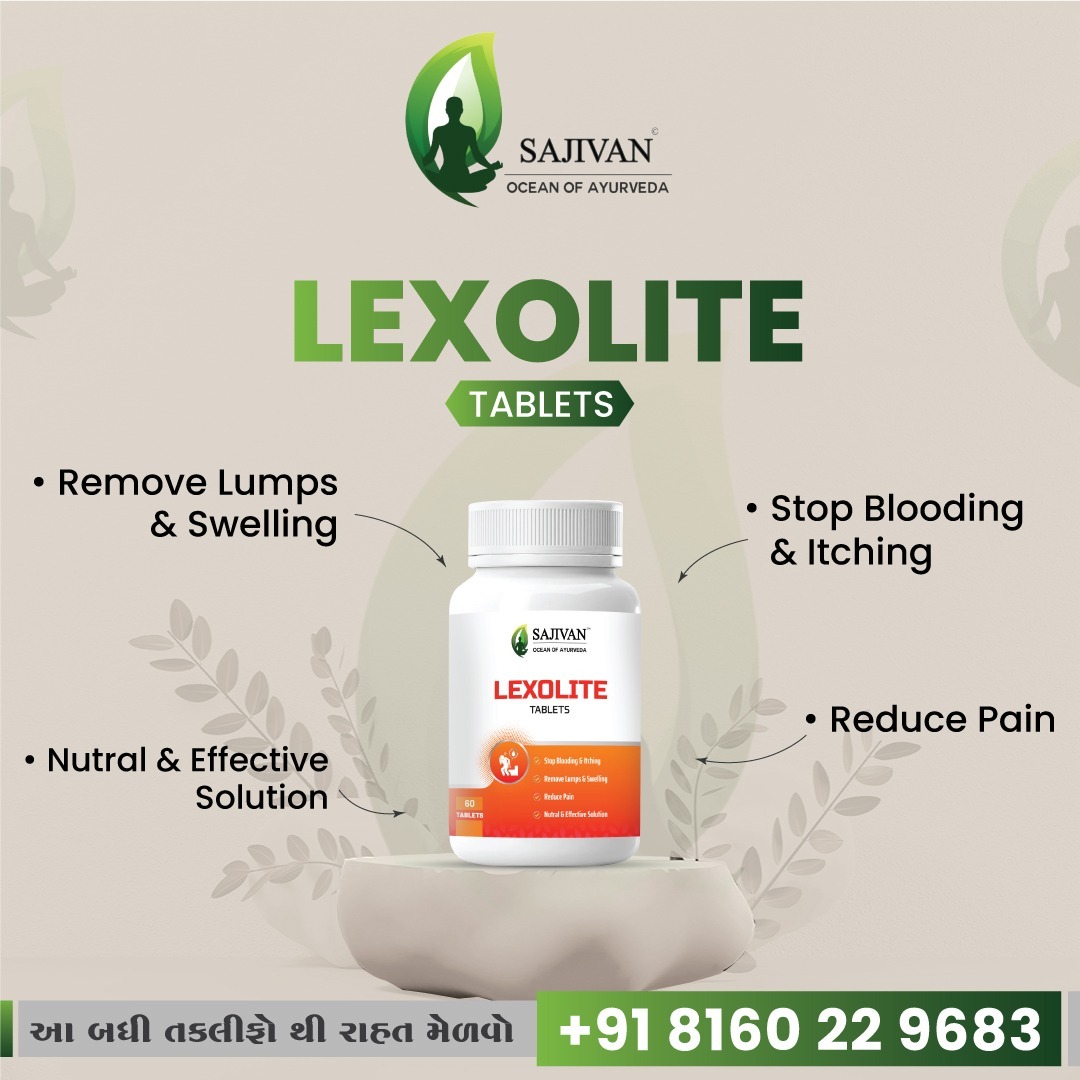 SAJIVAN©
OCEAN OF AYURVEDA
LEXOLITE
TABLETS
• Remove Lumps
& Swelling
• Stop Blooding
& Itching
• Nutral & Effective
Solution
• Reduce Pain
SAJIVAN™
OCEAN OF AYURVEDA
LEXOLITE
TABLETS
Stop Blooding & Itching
Remove Lumps & Swelling
Reduce Pain
Nutral & Effective Solution
60
TABLETS
આ બધી તકલીફો થી રાહત મેળવો
+91 8160 22 9683